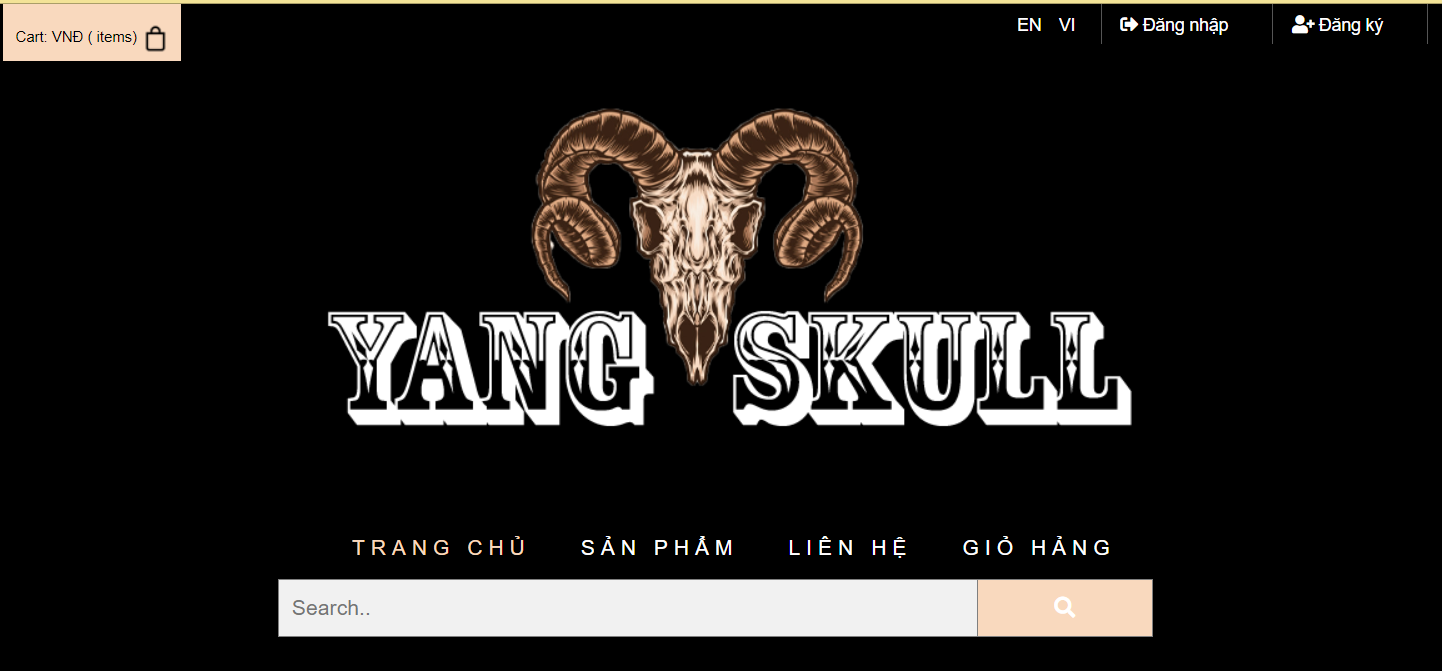 Cart: VNĐ ( items)
EN VI Đăng nhập Đăng ký
YANG SKULL
TRANG CHỦ SẢN PHẨM LIÊN HỆ GIỎ HẢNG
Search..